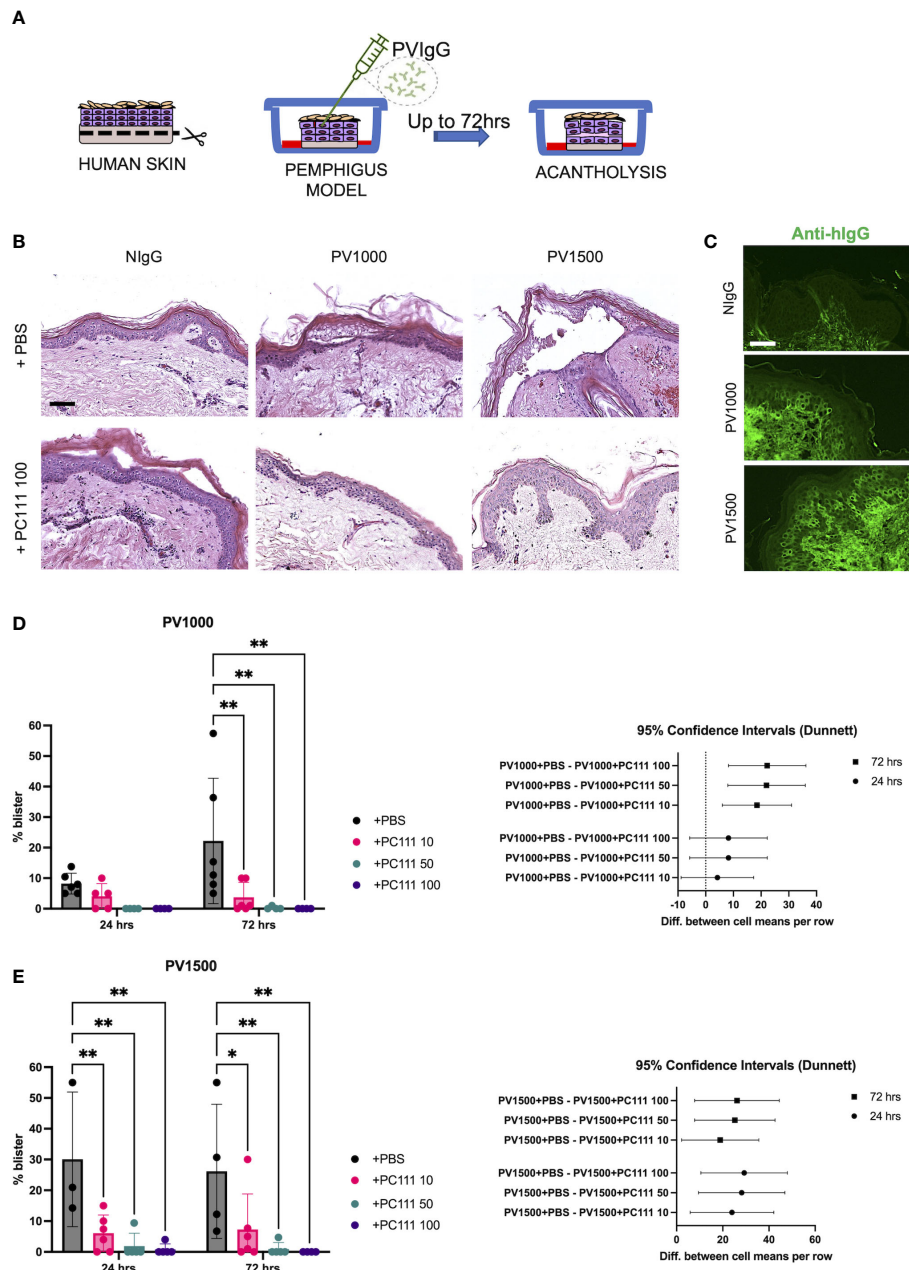 A
PVIgG
Up to 72hrs
HUMAN SKIN
PEMPHIGUS
MODEL
ACANTHOLYSIS
B
NIgG
PV1000
PV1500
+ PBS
+ PC111 100
C
Anti-hIgG
NIgG
PV1000
PV1500
D
PV1000
**
**
**
% blister
60
50
40
30
20
10
0
24 hrs
72 hrs
+PBS
+PC111 10
+PC111 50
+PC111 100
95% Confidence Intervals (Dunnett)
PV1000+PBS - PV1000+PC111 100
PV1000+PBS - PV1000+PC111 50
PV1000+PBS - PV1000+PC111 10
PV1000+PBS - PV1000+PC111 100
PV1000+PBS - PV1000+PC111 50
PV1000+PBS - PV1000+PC111 10
72 hrs
24 hrs
-10 0 10 20 30 40
Diff. between cell means per row
E
PV1500
** **
** **
** *
% blister
60
50
40
30
20
10
0
24 hrs
72 hrs
+PBS
+PC111 10
+PC111 50
+PC111 100
95% Confidence Intervals (Dunnett)
PV1500+PBS - PV1500+PC111 100
PV1500+PBS - PV1500+PC111 50
PV1500+PBS - PV1500+PC111 10
PV1500+PBS - PV1500+PC111 100
PV1500+PBS - PV1500+PC111 50
PV1500+PBS - PV1500+PC111 10
72 hrs
24 hrs
0 20 40 60
Diff. between cell means per row